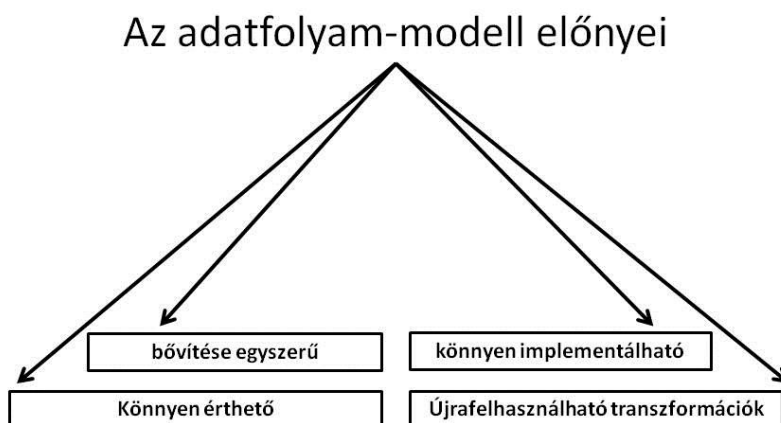 Az adatfolyam-modell előnyei
bővítése egyszerű
könnyen implementálható
Könnyen érthető
Újrafelhasználható transzformációk